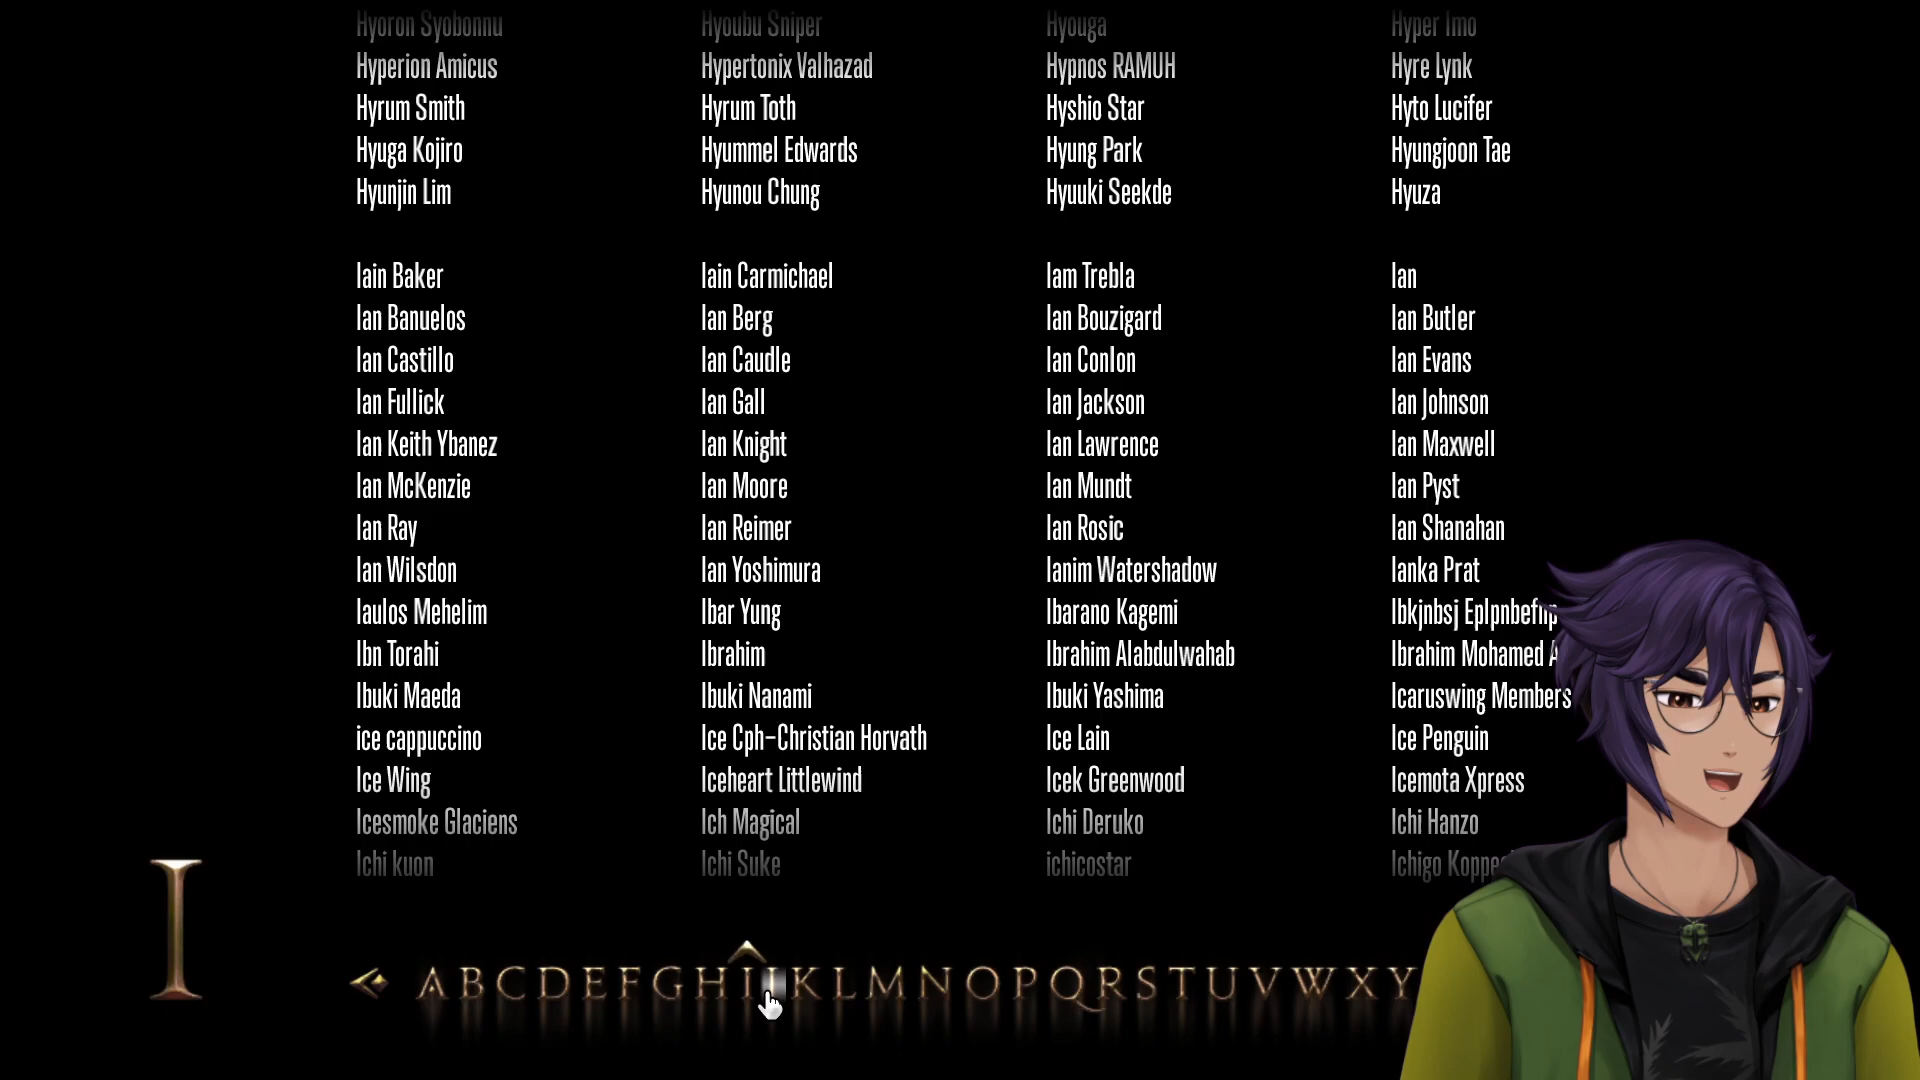 Hyoron Syobonnu Hyoubu Sniper Hyouga Hyper Imo
Hyperion Amicus Hypertonix Valhazad Hypnos RAMUH Hyre Lynk
Hyrum Smith Hyrum Toth Hyshio Star Hyto Lucifer
Hyuga Kojiro Hyummel Edwards Hyung Park Hyungjoon Tae
Hyunjin Lim Hyunou Chung Hyuuki Seekde Hyuza
Iain Baker Iain Carmichael Iam Trebla Ian
Ian Banuelos Ian Berg Ian Bouzigard Ian Butler
Ian Castillo Ian Caudle Ian Conlon Ian Evans
Ian Fullick Ian Gall Ian Jackson Ian Johnson
Ian Keith Ybanez Ian Knight Ian Lawrence Ian Maxwell
Ian McKenzie Ian Moore Ian Mundt Ian Pyst
Ian Ray Ian Reimer Ian Rosic Ian Shanahan
Ian Wilsdon Ian Yoshimura Ianim Watershadow Ianka Prat
Iaulos Mehelim Ibar Yung Ibarano Kagemi Ibkjnbsj
Ibn Torahi Ibrahim Ibrahim Alabdulwahab Ibrahim Mohamed
Ibuki Maeda Ibuki Nanami Ibuki Yashima Icaruswing Members
ice cappuccino Ice Cph-Christian Horvath Ice Lain Ice Penguin
Ice Wing Iceheart Littlewind Icek Greenwood Icemota Xpress
Icesmoke Glaciens Ich Magical Ichi Deruko Ichi Hanzo
Ichi kuon Ichi Suke ichicostar Ichigo
I
A B C D E F G H I J K L M N O P Q R S T U V W X Y